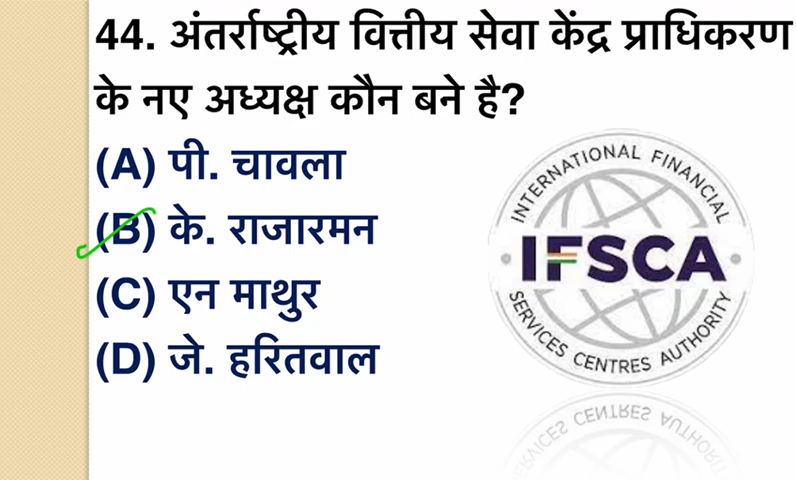 44. अंतर्राष्ट्रीय वित्तीय सेवा केंद्र प्राधिकरण
के नए अध्यक्ष कौन बने है?
(A) पी. चावला
(B) के. राजारमन
(C) एन माथुर
(D) जे. हरितवाल
INTERNATIONAL FINANCIAL
IFSCA
SERVICES CENTRES AUTHORITY